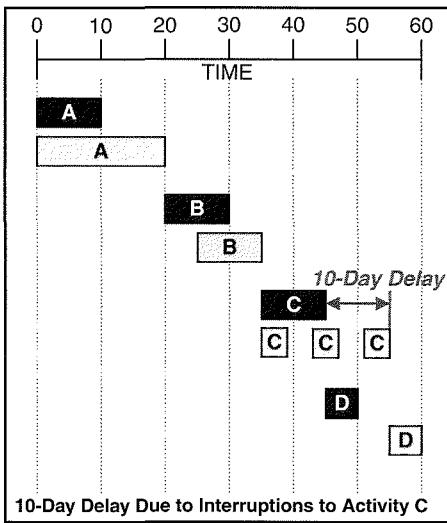 0 10 20 30 40 50 60
TIME
A
A
B
B
10-Day Delay
C
C C C
D
D
10-Day Delay Due to Interruptions to Activity C